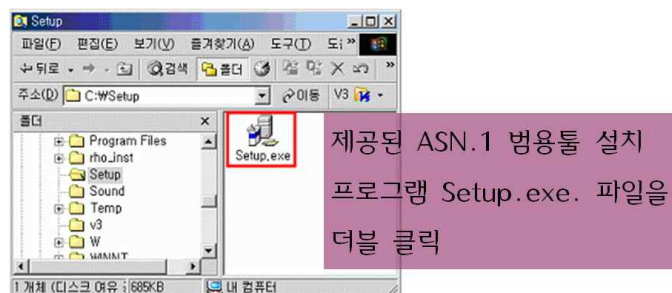 Setup
파일(F) 편집(E) 보기(V) 즐겨찾기(A) 도구(T) 도움 »
뒤로 검색 폴더 »
주소(D) C:₩Setup 이동 V3
폴더 ×
Program Files
rho_inst
Setup
Sound
Temp
v3
W
WINNT
Setup.exe
제공된 ASN.1 범용툴 설치
프로그램 Setup.exe. 파일을
더블 클릭
1 개체 (디스크 여유 685KB 내 컴퓨터